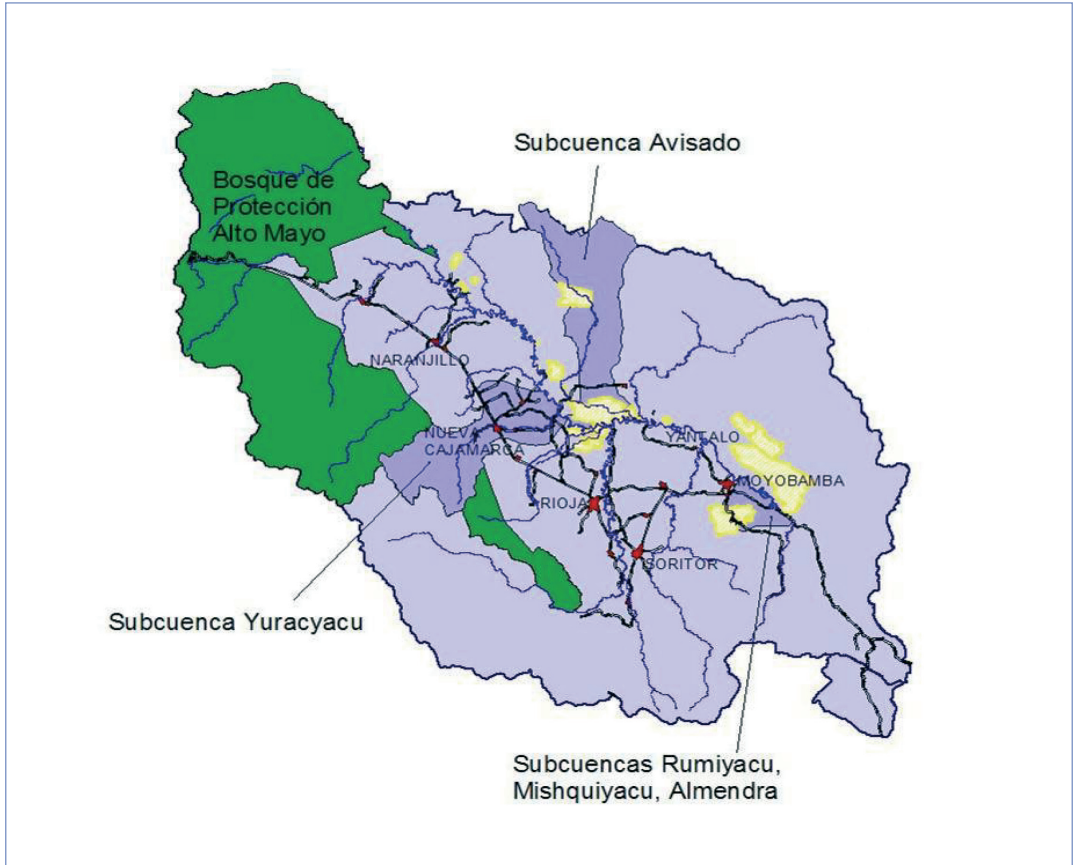 Subcuenca Avisado
Bosque de
Protección
Alto Mayo
NARANJILLO
NUEVA
CAJAMARCA
YANTALO
MOYOBAMBA
RIOJA
SORITOR
Subcuenca Yuracyacu
Subcuencas Rumiyacu,
Mishquiyacu, Almendra